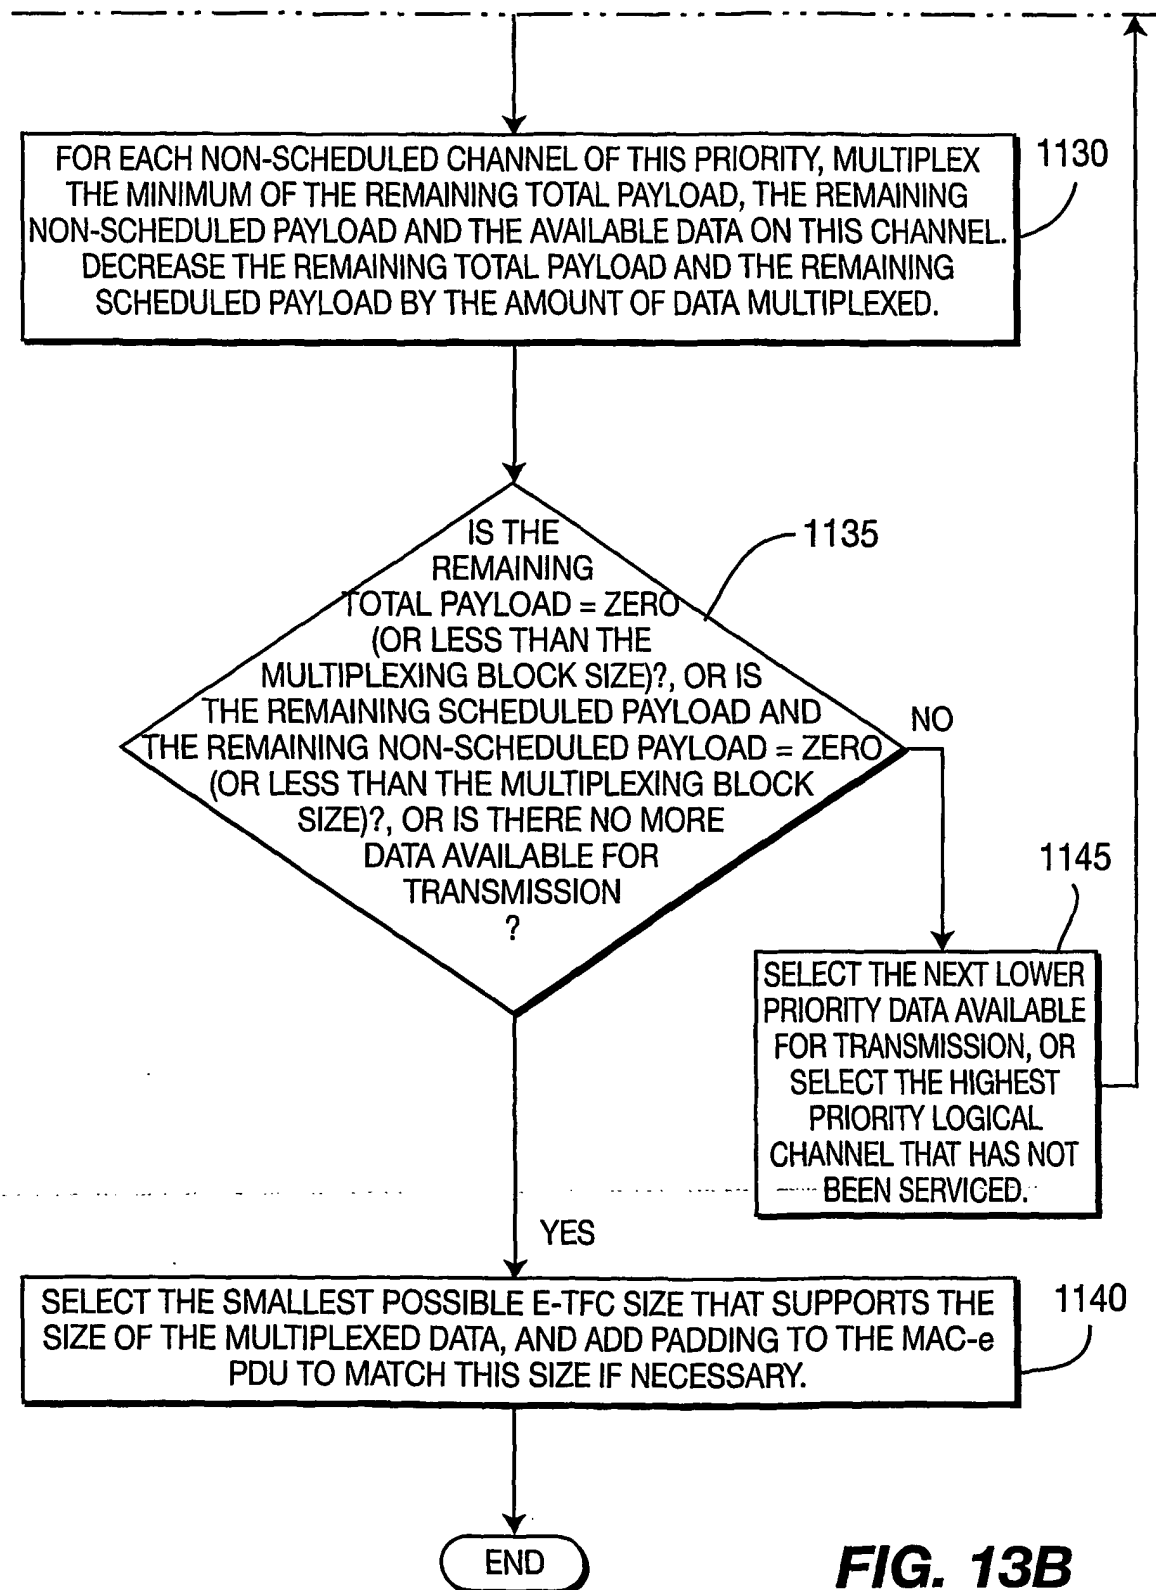 FOR EACH NON-SCHEDULED CHANNEL OF THIS PRIORITY, MULTIPLEX
THE MINIMUM OF THE REMAINING TOTAL PAYLOAD, THE REMAINING
NON-SCHEDULED PAYLOAD AND THE AVAILABLE DATA ON THIS CHANNEL.
DECREASE THE REMAINING TOTAL PAYLOAD AND THE REMAINING
SCHEDULED PAYLOAD BY THE AMOUNT OF DATA MULTIPLEXED.
1130
IS THE
REMAINING
TOTAL PAYLOAD = ZERO
(OR LESS THAN THE
MULTIPLEXING BLOCK SIZE)?, OR IS
THE REMAINING SCHEDULED PAYLOAD AND
THE REMAINING NON-SCHEDULED PAYLOAD = ZERO
(OR LESS THAN THE MULTIPLEXING BLOCK
SIZE)?, OR IS THERE NO MORE
DATA AVAILABLE FOR
TRANSMISSION
?
1135
NO
1145
SELECT THE NEXT LOWER
PRIORITY DATA AVAILABLE
FOR TRANSMISSION, OR
SELECT THE HIGHEST
PRIORITY LOGICAL
CHANNEL THAT HAS NOT
BEEN SERVICED.
YES
SELECT THE SMALLEST POSSIBLE E-TFC SIZE THAT SUPPORTS THE
SIZE OF THE MULTIPLEXED DATA, AND ADD PADDING TO THE MAC-e
PDU TO MATCH THIS SIZE IF NECESSARY.
1140
END
FIG. 13B